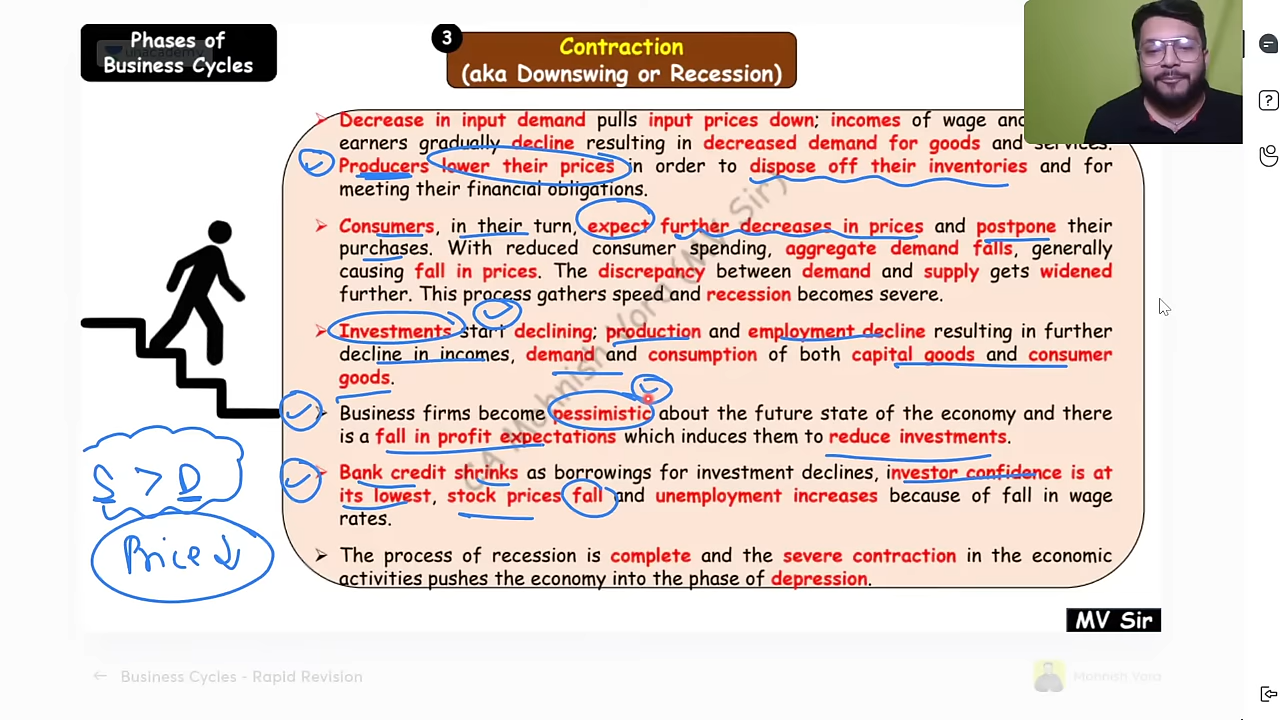 Phases of
Business Cycles
3
Contraction
(aka Downswing or Recession)
➢ Decrease in input demand pulls input prices down; incomes of wage and
earners gradually decline resulting in decreased demand for goods and services.
Producers lower their prices in order to dispose off their inventories and for
meeting their financial obligations.
➢ Consumers, in their turn, expect further decreases in prices and postpone their
purchases. With reduced consumer spending, aggregate demand falls, generally
causing fall in prices. The discrepancy between demand and supply gets widened
further. This process gathers speed and recession becomes severe.
➢ Investments start declining; production and employment decline resulting in further
decline in incomes, demand and consumption of both capital goods and consumer
goods.
➢ Business firms become pessimistic about the future state of the economy and there
is a fall in profit expectations which induces them to reduce investments.
➢ Bank credit shrinks as borrowings for investment declines, investor confidence is at
its lowest, stock prices fall and unemployment increases because of fall in wage
rates.
➢ The process of recession is complete and the severe contraction in the economic
activities pushes the economy into the phase of depression.
S > D
Price ↓
CA Mohnish Vora (MV Sir)
MV Sir
← Business Cycles - Rapid Revision
Mohnish Vora